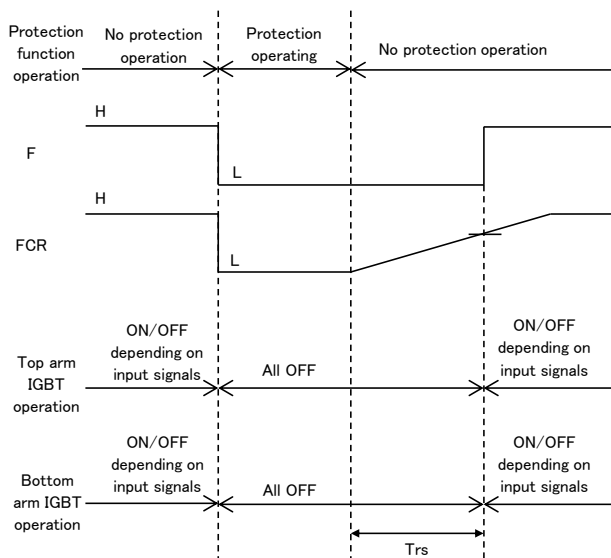 Protection
function
operation
No protection
operation
Protection
operating
No protection operation
H
F
L
H
FCR
L
Top arm
IGBT
operation
ON/OFF
depending on
input signals
All OFF
ON/OFF
depending on
input signals
Bottom
arm IGBT
operation
ON/OFF
depending on
input signals
All OFF
ON/OFF
depending on
input signals
Trs